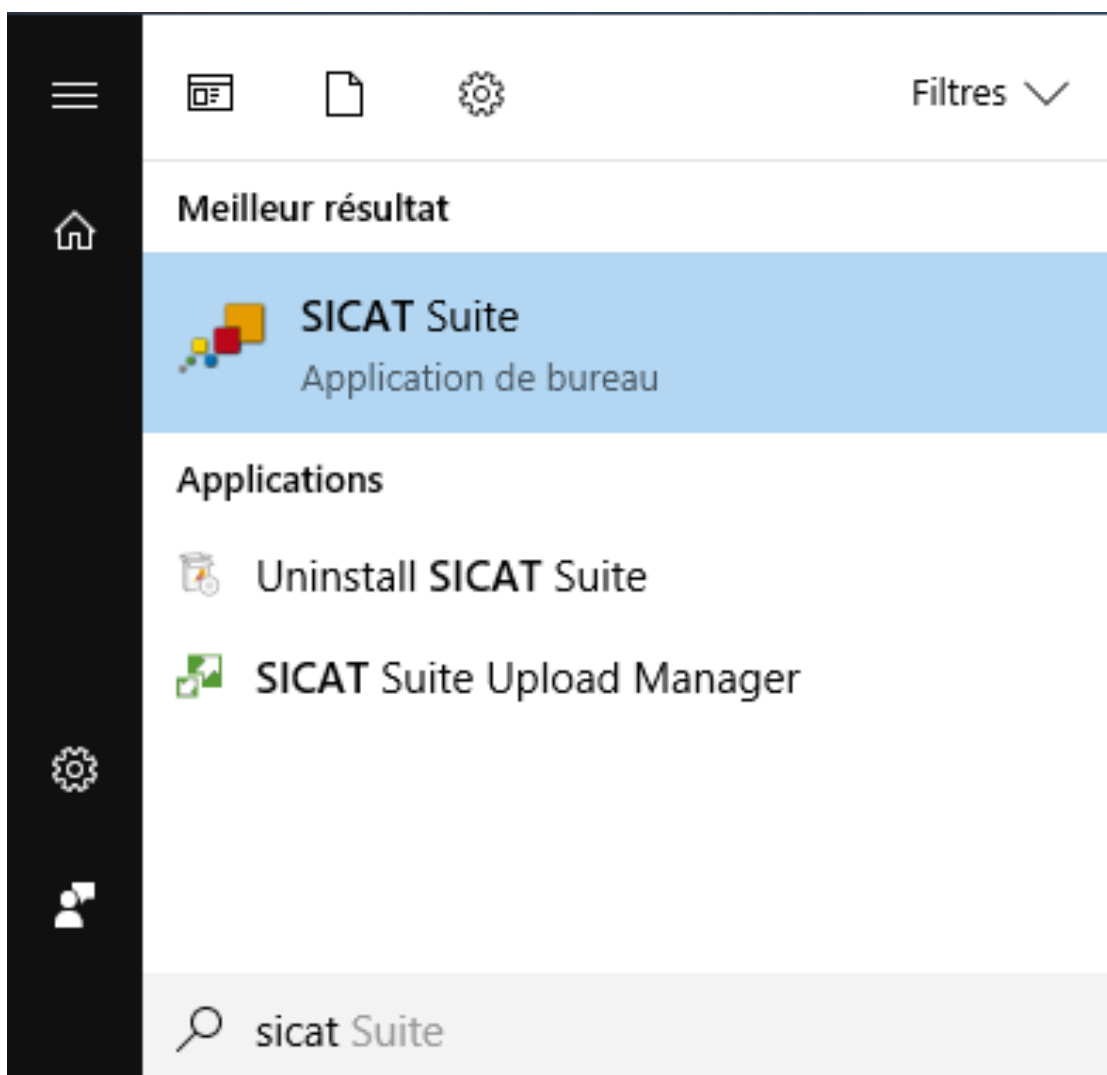 Filtres
Meilleur résultat
SICAT Suite
Application de bureau
Applications
Uninstall SICAT Suite
SICAT Suite Upload Manager
sicat Suite